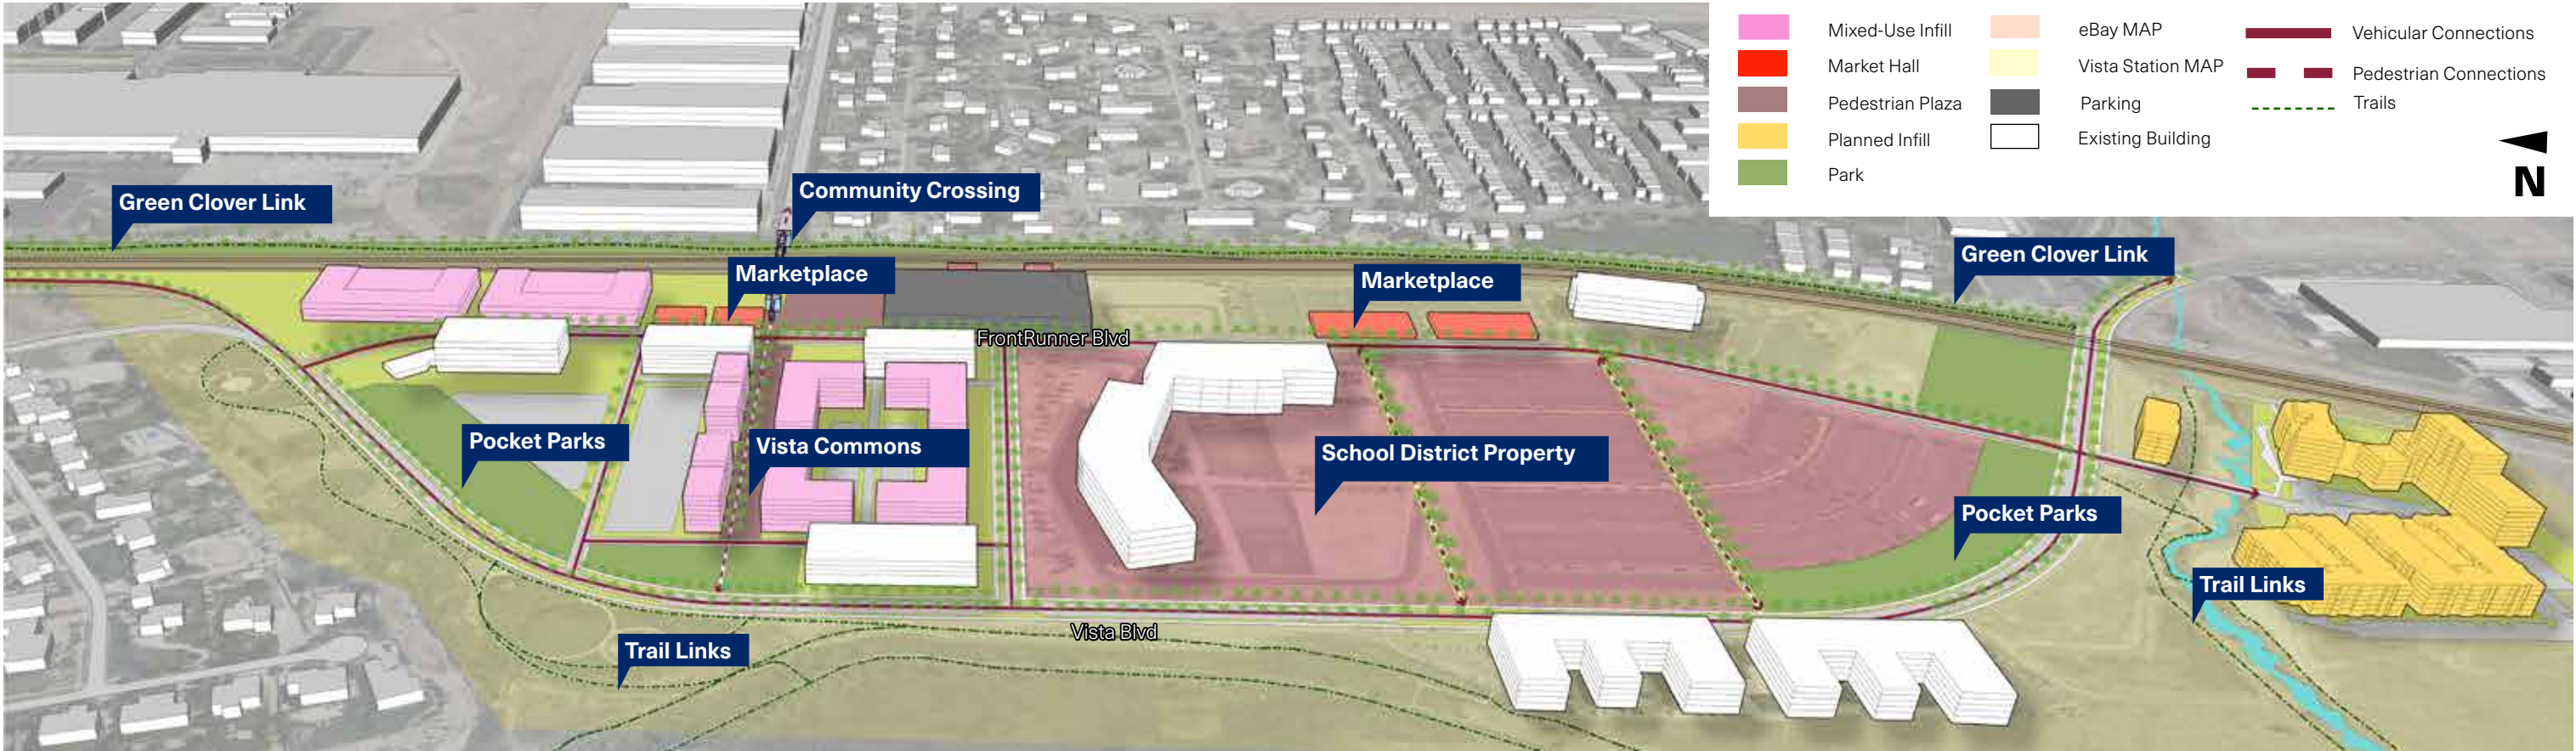 Mixed-Use Infill
Market Hall
Pedestrian Plaza
Planned Infill
Park
eBay MAP
Vista Station MAP
Parking
Existing Building
Vehicular Connections
Pedestrian Connections
Trails
N
Green Clover Link
Community Crossing
Marketplace
Marketplace
Green Clover Link
FrontRunner Blvd
Pocket Parks
Vista Commons
School District Property
Pocket Parks
Trail Links
Vista Blvd
Trail Links